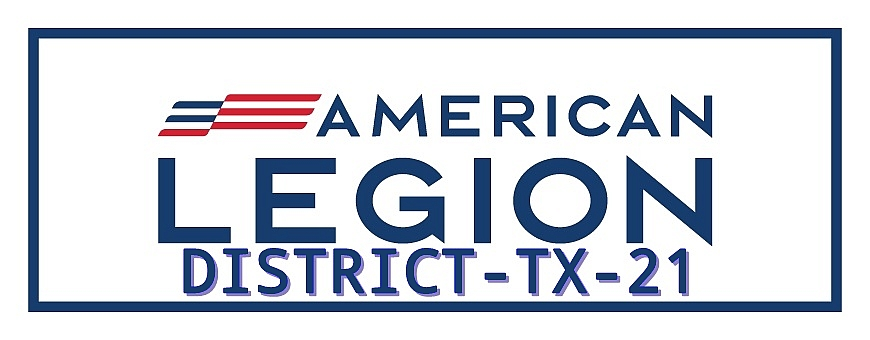 AMERICAN
LEGION
DISTRICT-TX-21